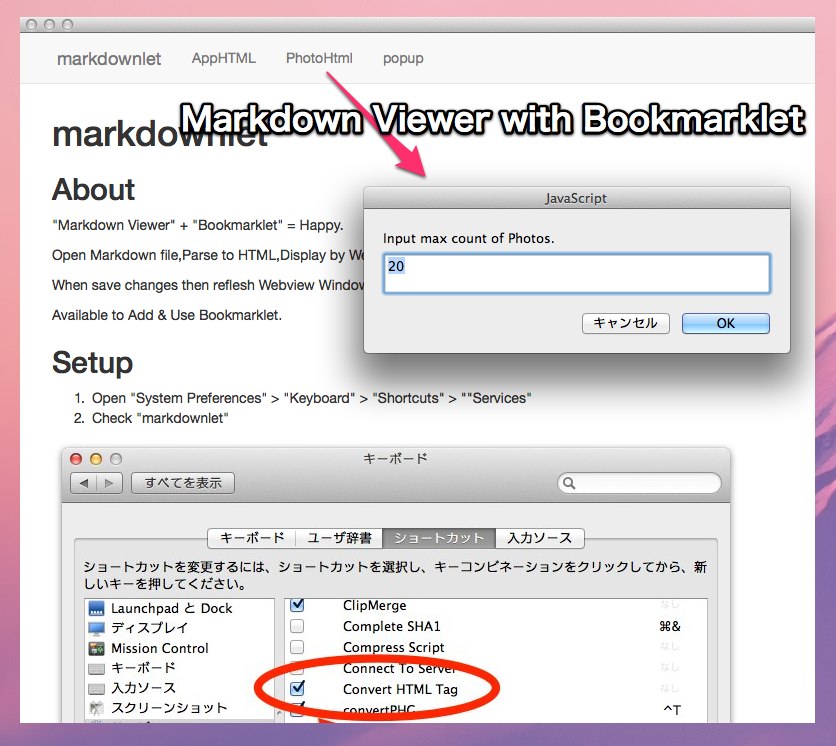 markdownlet AppHTML PhotoHtml popup
Markdown Viewer with Bookmarklet
markdownlet
About
"Markdown Viewer" + "Bookmarklet" = Happy.
Open Markdown file,Parse to HTML,Display by We
When save changes then reflesh Webview Window
Available to Add & Use Bookmarklet.
JavaScript
Input max count of Photos.
20
キャンセル OK
Setup
1. Open "System Preferences" > "Keyboard" > "Shortcuts" > ""Services"
2. Check "markdownlet"
キーボード
すべてを表示
キーボード ユーザ辞書 ショートカット 入力ソース
ショートカットを変更するには、ショートカットを選択し、キーコンビネーションをクリックしてから、新
しいキーを押してください。
Launchpad と Dock
ディスプレイ
Mission Control
キーボード
入力ソース
スクリーンショット
ClipMerge なし
Complete SHA1 ⌘&
Compress Script なし
Connect To Server なし
Convert HTML Tag なし
convertPHC ^T